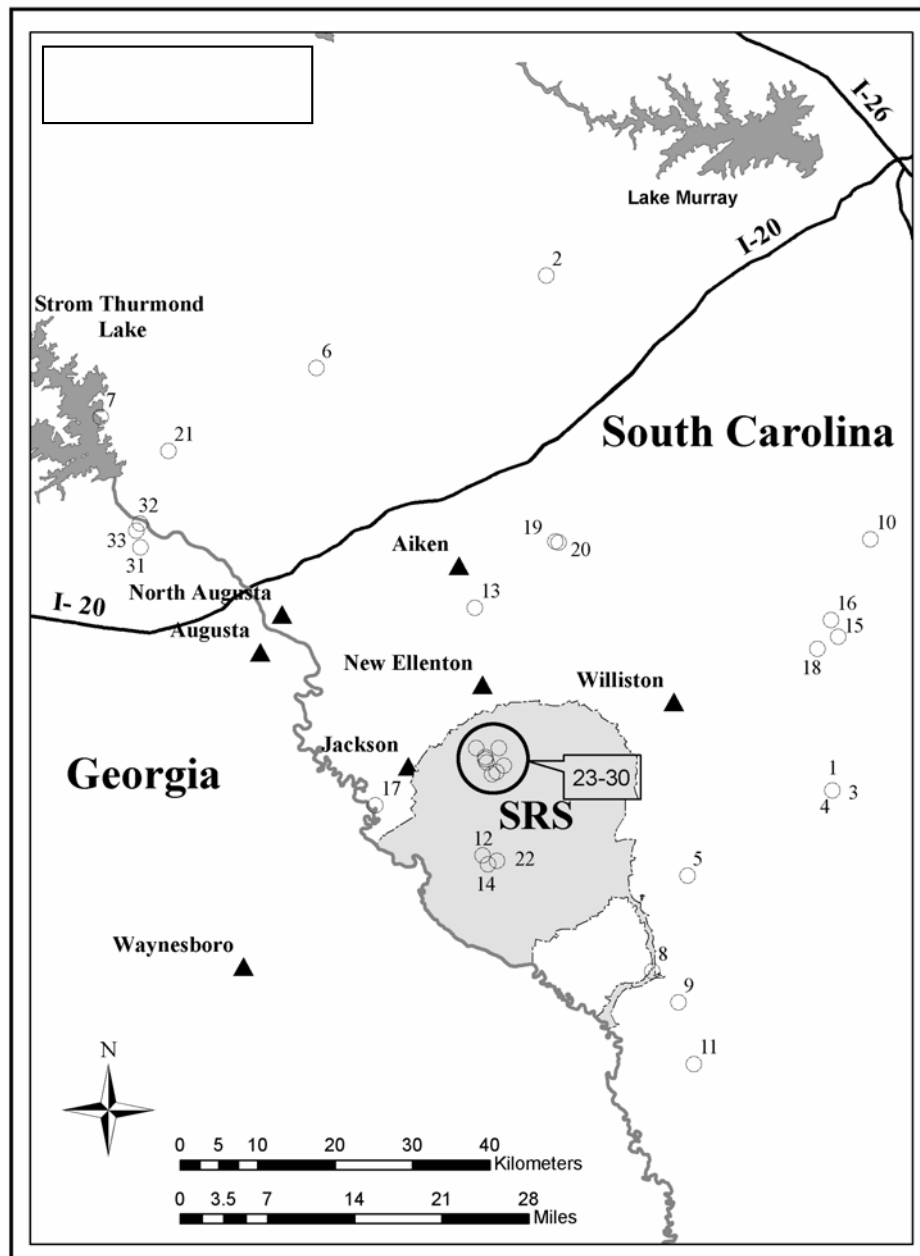 I-26
Lake Murray
I-20
2
Strom Thurmond
Lake
6
7
21
South Carolina
32
33
31
19
20
10
Aiken
13
North Augusta
I- 20
Augusta
16
15
18
New Ellenton
Williston
Jackson
Georgia
17
23-30
SRS
1
3
4
12
22
14
5
Waynesboro
8
9
11
N
0 5 10 20 30 40
Kilometers
0 3.5 7 14 21 28
Miles